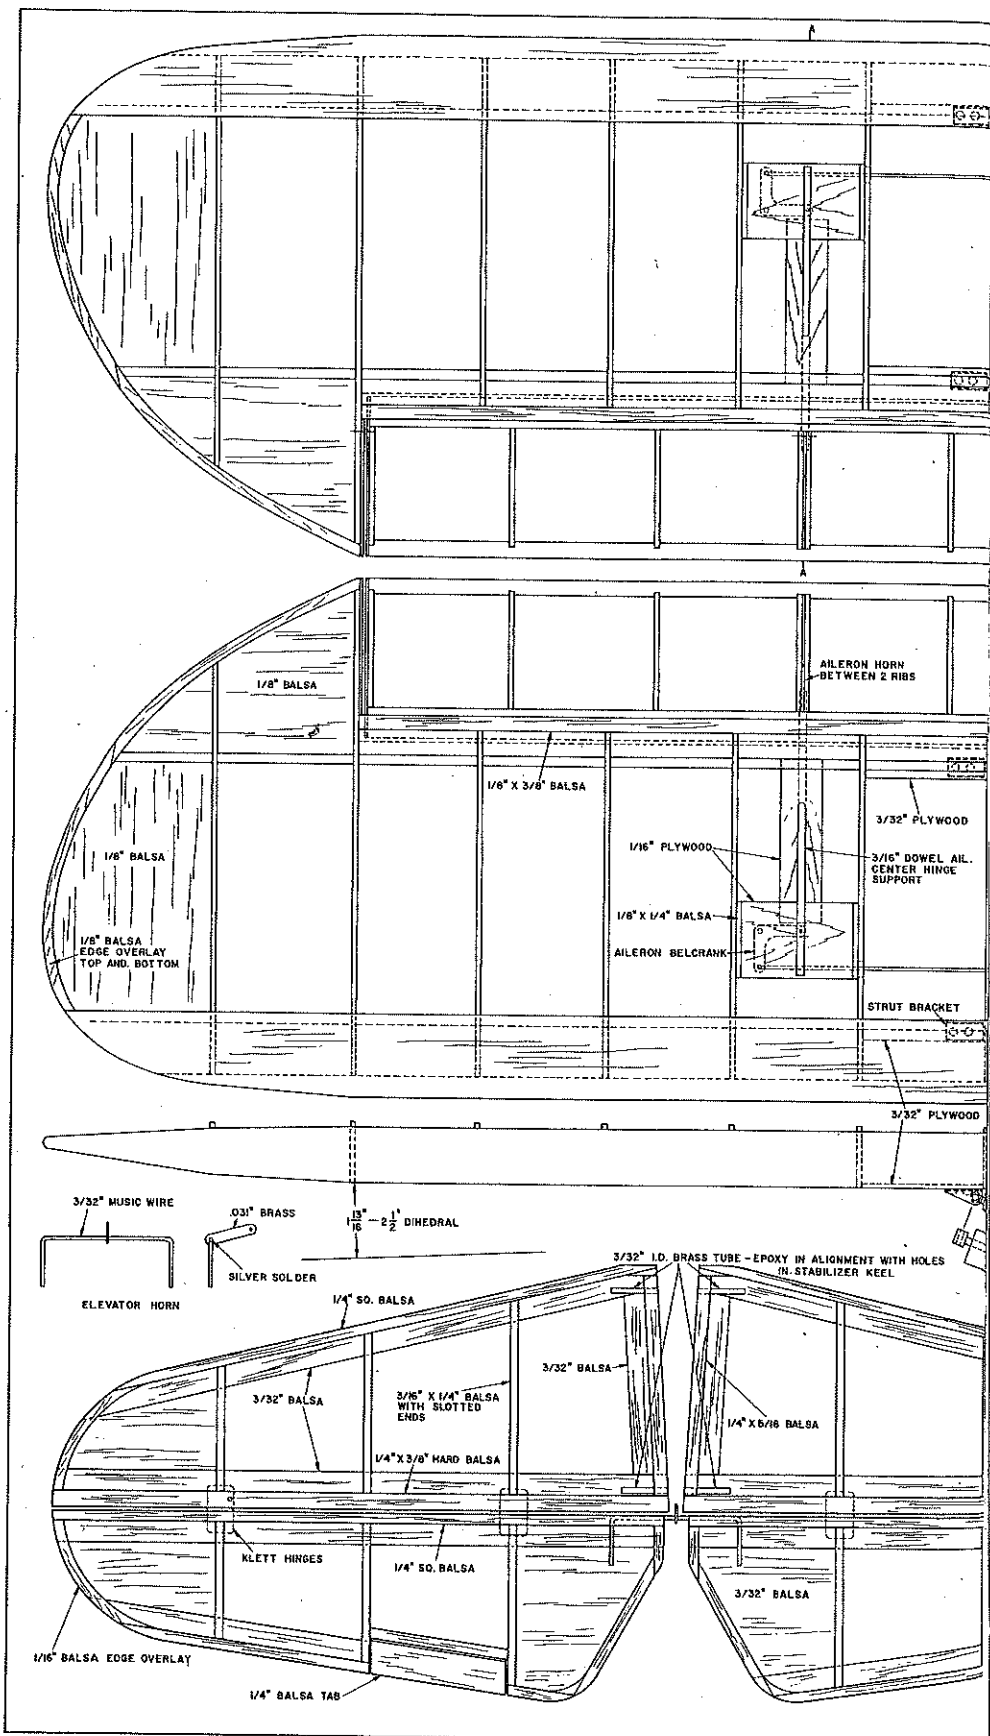 A
A
AILERON HORN
BETWEEN 2 RIBS
1/8" BALSA
1/8" X 3/8" BALSA
3/32" PLYWOOD
1/16" PLYWOOD
3/16" DOWEL AIL.
CENTER HINGE
SUPPORT
1/8" BALSA
1/8" X 1/4" BALSA
1/8" BALSA
EDGE OVERLAY
TOP AND BOTTOM
AILERON BELCRANK
STRUT BRACKET
3/32" PLYWOOD
3/32" MUSIC WIRE
.031" BRASS
1 13/16" - 2 1/2" DIHEDRAL
SILVER SOLDER
ELEVATOR HORN
3/32" I.D. BRASS TUBE - EPOXY IN ALIGNMENT WITH HOLES
IN STABILIZER KEEL
1/4" SQ. BALSA
3/32" BALSA
3/32" BALSA
3/16" X 1/4" BALSA
WITH SLOTTED
ENDS
1/4" X 5/16 BALSA
1/4" X 3/8" HARD BALSA
KLETT HINGES
1/4" SQ. BALSA
3/32" BALSA
1/16" BALSA EDGE OVERLAY
1/4" BALSA TAB